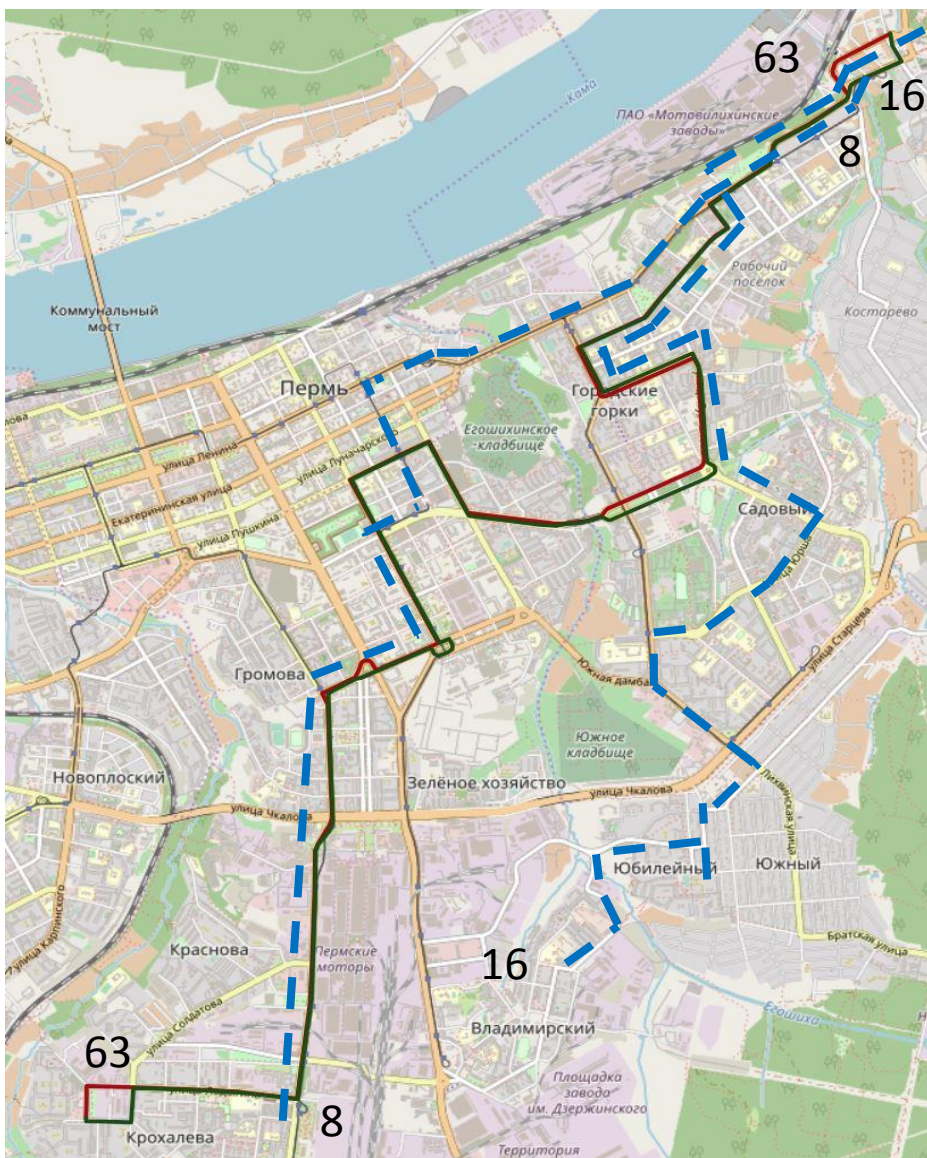 63
Кама
ПАО «Мотовилихинские
заводы»
16
8
Рабочий
поселок
Костарёво
Коммунальный
мост
Пермь
Городские
горки
Егошихинское
кладбище
улица Ленина
улица Луначарского
Екатерининская улица
улица Пушкина
Садовый
улица Юрша
улица Старцева
Громова
Южная дамба
Южное
кладбище
Новоплоский
Зелёное хозяйство
улица Чкалова
улица Чкалова
Лихвинская улица
Юбилейный
Южный
улица Карпинского
Краснова
Пермские
моторы
16
Братская улица
Егошиха
Владимирский
улица Солдатова
63
Площадка
завода
им. Дзержинского
8
Крохалева
Территория